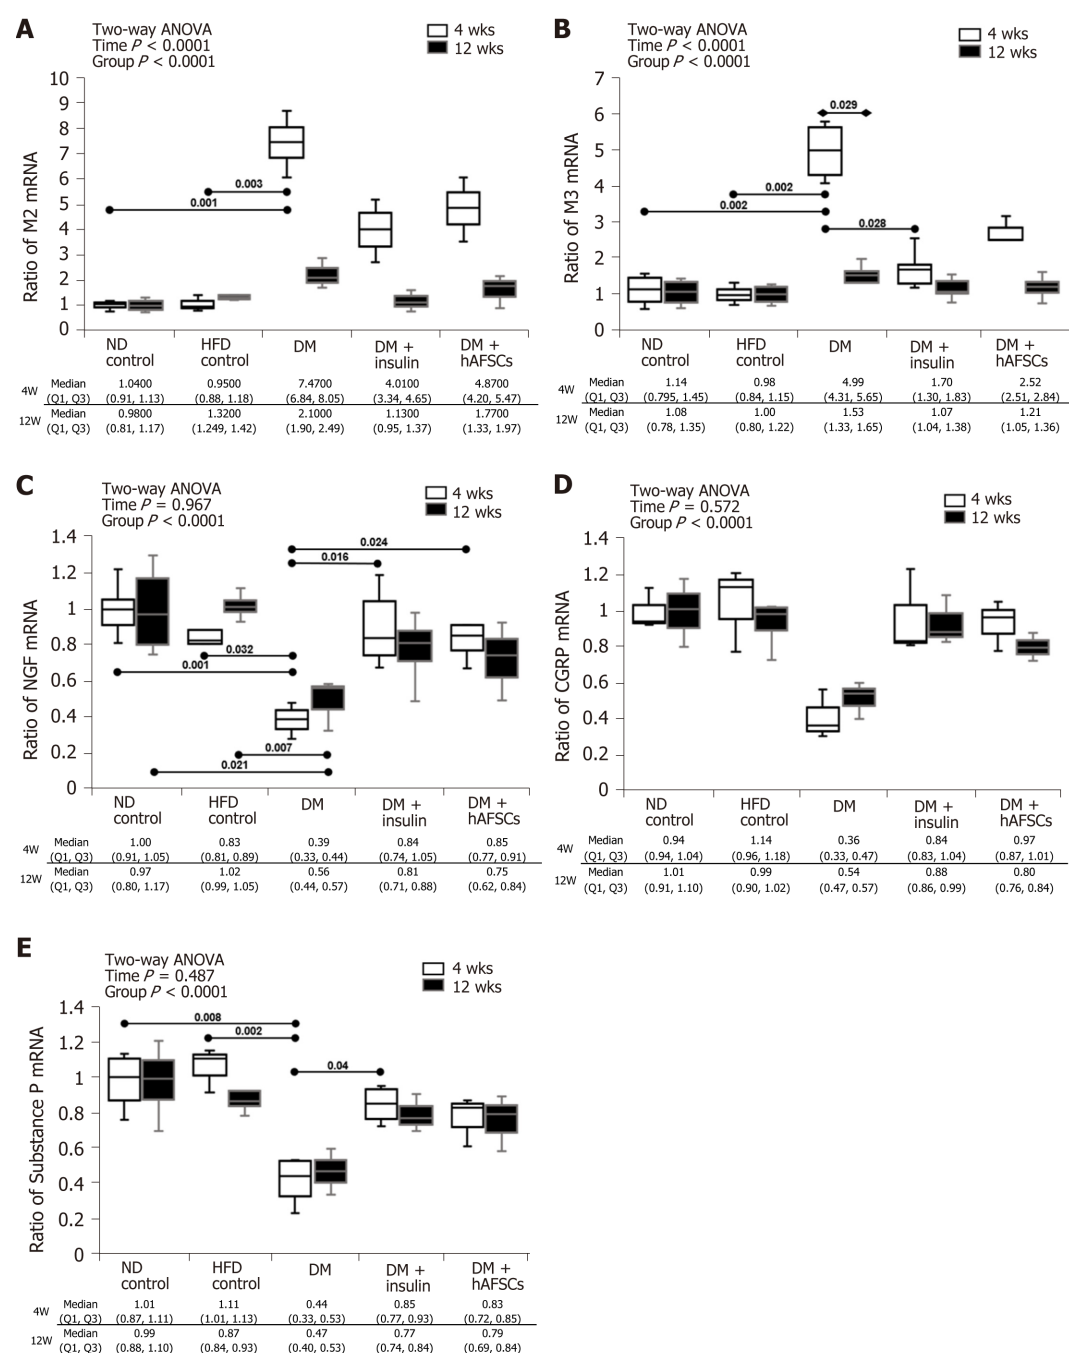 A
Two-way ANOVA
Time P < 0.0001
Group P < 0.0001
4 wks
12 wks
Ratio of M2 mRNA
10
9
8
7
6
5
4
3
2
1
0
0.003
0.001
ND control
HFD control
DM
DM + insulin
DM + hAFSCs
4W
Median 1.0400 0.9500 7.4700 4.0100 4.8700
(Q1, Q3) (0.91, 1.13) (0.88, 1.18) (6.84, 8.05) (3.34, 4.65) (4.20, 5.47)
12W
Median 0.9800 1.3200 2.1000 1.1300 1.7700
(Q1, Q3) (0.81, 1.17) (1.249, 1.42) (1.90, 2.49) (0.95, 1.37) (1.33, 1.97)
B
Two-way ANOVA
Time P < 0.0001
Group P < 0.0001
4 wks
12 wks
Ratio of M3 mRNA
7
6
5
4
3
2
1
0
0.029
0.002
0.002
0.028
ND control
HFD control
DM
DM + insulin
DM + hAFSCs
4W
Median 1.14 0.98 4.99 1.70 2.52
(Q1, Q3) (0.795, 1.45) (0.84, 1.15) (4.31, 5.65) (1.30, 1.83) (2.51, 2.84)
12W
Median 1.08 1.00 1.53 1.07 1.21
(Q1, Q3) (0.78, 1.35) (0.80, 1.22) (1.33, 1.65) (1.04, 1.38) (1.05, 1.36)
C
Two-way ANOVA
Time P = 0.967
Group P < 0.0001
4 wks
12 wks
Ratio of NGF mRNA
1.4
1.2
1
0.8
0.6
0.4
0.2
0
0.024
0.016
0.032
0.001
0.007
0.021
ND control
HFD control
DM
DM + insulin
DM + hAFSCs
4W
Median 1.00 0.83 0.39 0.84 0.85
(Q1, Q3) (0.91, 1.05) (0.81, 0.89) (0.33, 0.44) (0.74, 1.05) (0.77, 0.91)
12W
Median 0.97 1.02 0.56 0.81 0.75
(Q1, Q3) (0.80, 1.17) (0.99, 1.05) (0.44, 0.57) (0.71, 0.88) (0.62, 0.84)
D
Two-way ANOVA
Time P = 0.572
Group P < 0.0001
4 wks
12 wks
Ratio of CGRP mRNA
1.4
1.2
1
0.8
0.6
0.4
0.2
0
ND control
HFD control
DM
DM + insulin
DM + hAFSCs
4W
Median 0.94 1.14 0.36 0.84 0.97
(Q1, Q3) (0.94, 1.04) (0.96, 1.18) (0.33, 0.47) (0.83, 1.04) (0.87, 1.01)
12W
Median 1.01 0.99 0.54 0.88 0.80
(Q1, Q3) (0.91, 1.10) (0.90, 1.02) (0.47, 0.57) (0.86, 0.99) (0.76, 0.84)
E
Two-way ANOVA
Time P = 0.487
Group P < 0.0001
4 wks
12 wks
Ratio of Substance P mRNA
1.4
1.2
1
0.8
0.6
0.4
0.2
0
0.008
0.002
0.04
ND control
HFD control
DM
DM + insulin
DM + hAFSCs
4W
Median 1.01 1.11 0.44 0.85 0.83
(Q1, Q3) (0.87, 1.11) (1.01, 1.13) (0.33, 0.53) (0.77, 0.93) (0.72, 0.85)
12W
Median 0.99 0.87 0.47 0.77 0.79
(Q1, Q3) (0.88, 1.10) (0.84, 0.93) (0.40, 0.53) (0.74, 0.84) (0.69, 0.84)